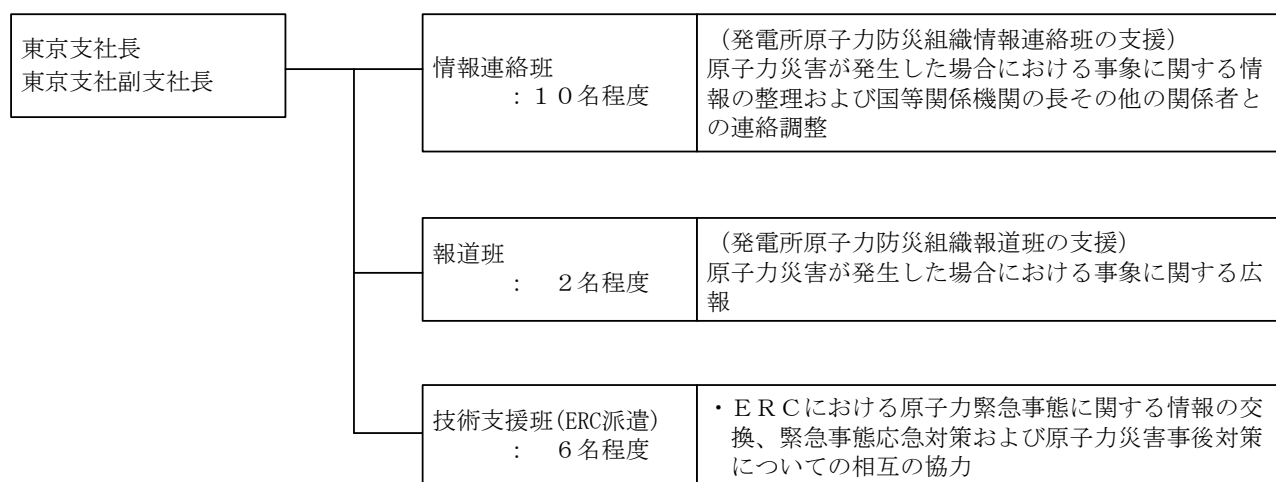 東京支社長
東京支社副支社長
情報連絡班
：１０名程度
（発電所原子力防災組織情報連絡班の支援）
原子力災害が発生した場合における事象に関する情
報の整理および国等関係機関の長その他の関係者と
の連絡調整
報道班
：　２名程度
（発電所原子力防災組織報道班の支援）
原子力災害が発生した場合における事象に関する広
報
技術支援班(ERC派遣)
：　６名程度
・ＥＲＣにおける原子力緊急事態に関する情報の交
換、緊急事態応急対策および原子力災害事後対策
についての相互の協力